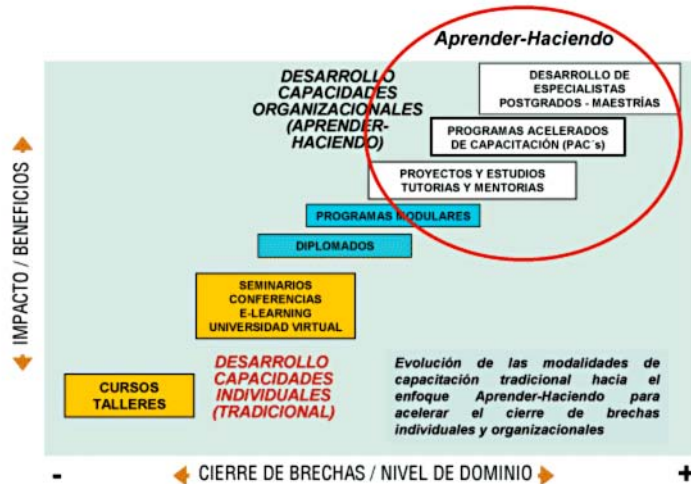 Aprender-Haciendo
DESARROLLO
CAPACIDADES
ORGANIZACIONALES
(APRENDER-
HACIENDO)
DESARROLLO DE
ESPECIALISTAS
POSTGRADOS - MAESTRÍAS
PROGRAMAS ACELERADOS
DE CAPACITACIÓN (PAC´s)
PROYECTOS Y ESTUDIOS
TUTORIAS Y MENTORIAS
PROGRAMAS MODULARES
DIPLOMADOS
SEMINARIOS
CONFERENCIAS
E-LEARNING
UNIVERSIDAD VIRTUAL
CURSOS
TALLERES
DESARROLLO
CAPACIDADES
INDIVIDUALES
(TRADICIONAL)
Evolución de las modalidades de
capacitación tradicional hacia el
enfoque Aprender-Haciendo para
acelerar el cierre de brechas
individuales y organizacionales
IMPACTO / BENEFICIOS
- CIERRE DE BRECHAS / NIVEL DE DOMINIO +